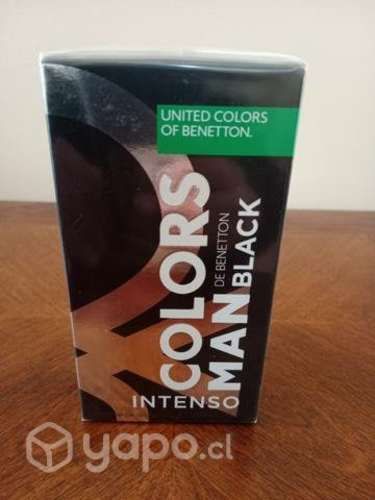 UNITED COLORS
OF BENETTON.
COLORS
DE BENETTON
MAN BLACK
INTENSO
yapo.cl